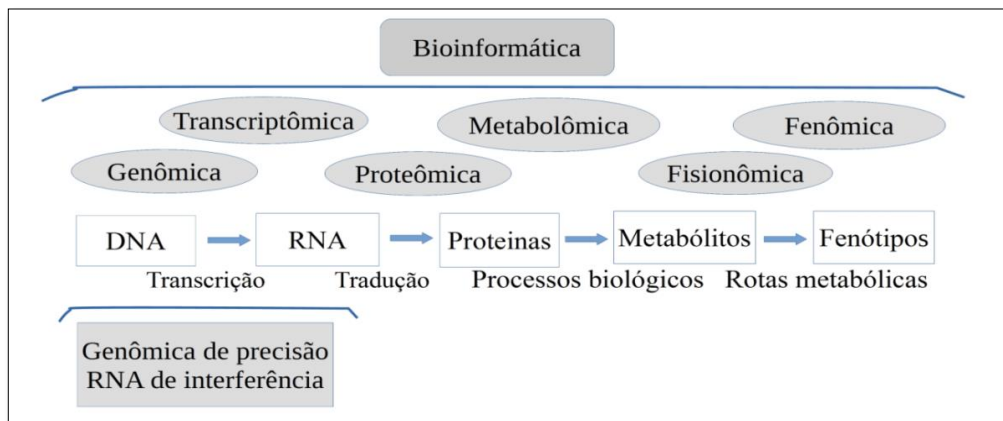 Bioinformática
Transcriptômica
Metabolômica
Fenômica
Genômica
Proteômica
Fisionômica
DNA
RNA
Proteinas
Metabólitos
Fenótipos
Transcrição
Tradução
Processos biológicos
Rotas metabólicas
Genômica de precisão
RNA de interferência